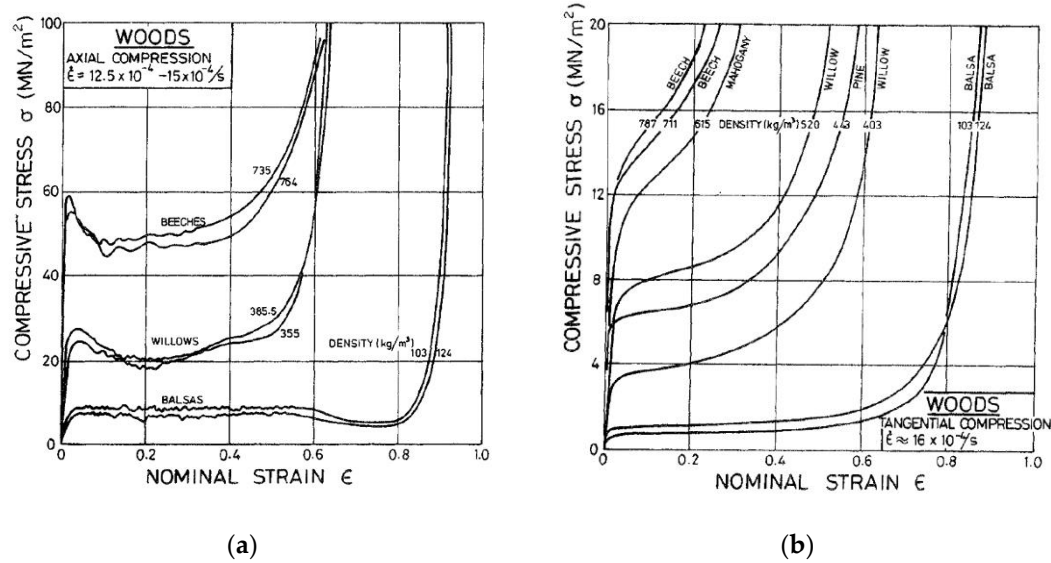 (a)
WOODS
AXIAL COMPRESSION
ε̇ = 12.5 x 10⁻⁴ – 15x10⁻⁴/s
COMPRESSIVE STRESS σ (MN/m²)
100
80
60
40
20
0
735
764
BEECHES
385·5
355
WILLOWS
DENSITY (kg/m³)
103
124
BALSAS
0
0.2
0.4
0.6
0.8
1.0
NOMINAL STRAIN ϵ
(b)
COMPRESSIVE STRESS σ (MN/m²)
20
16
12
8
4
0
BEECH
BEECH
MAHOGANY
WILLOW
PINE
WILLOW
BALSA
BALSA
787
711
615
DENSITY (kg/m³)
520
443
403
103
124
WOODS
TANGENTIAL COMPRESSION
ε̇ ≈ 16 x 10⁻⁴/s
0
0.2
0.4
0.6
0.8
1.0
NOMINAL STRAIN ϵ
(a)
(b)